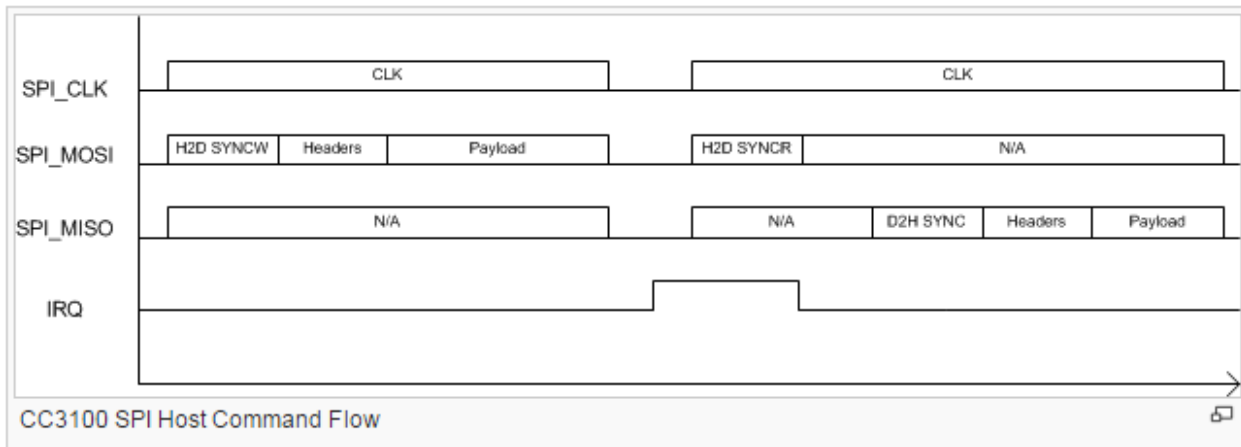 SPI_CLK CLK CLK
SPI_MOSI H2D SYNCW Headers Payload H2D SYNCR N/A
SPI_MISO N/A N/A D2H SYNC Headers Payload
IRQ
CC3100 SPI Host Command Flow